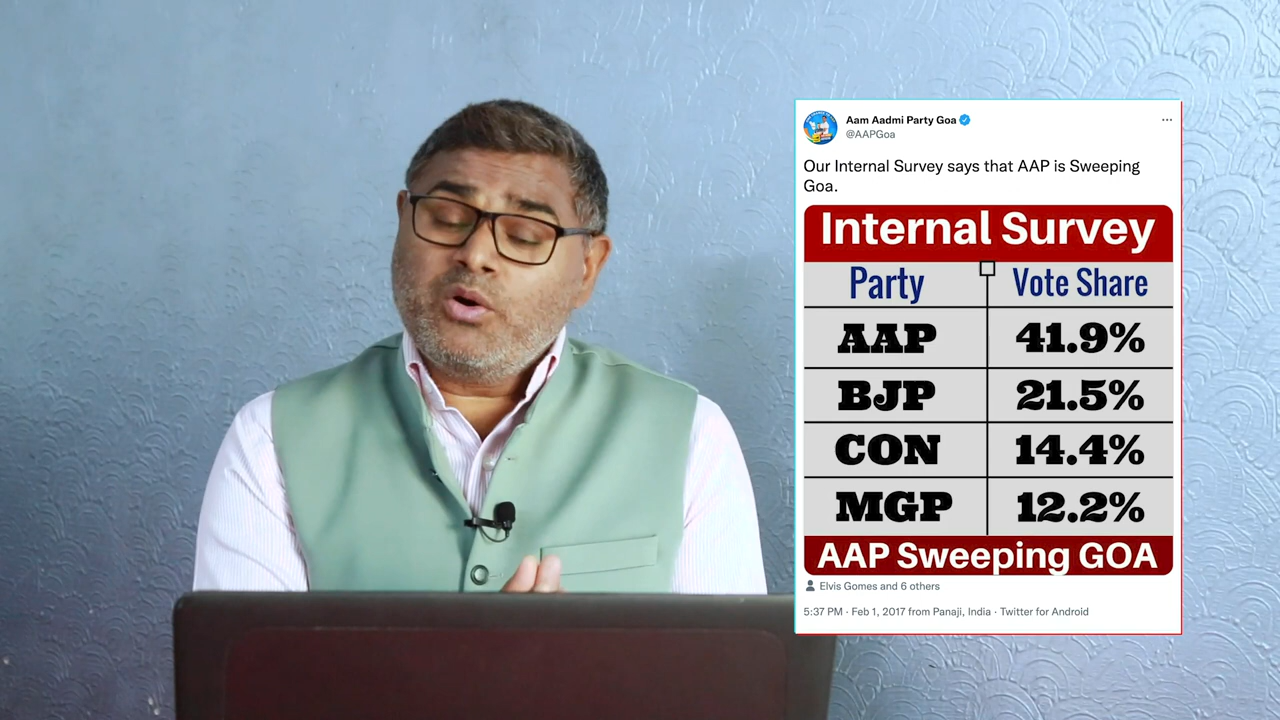 Aam Aadmi Party Goa
@AAPGoa
Our Internal Survey says that AAP is Sweeping
Goa.
Internal Survey
Party Vote Share
AAP 41.9%
BJP 21.5%
CON 14.4%
MGP 12.2%
AAP Sweeping GOA
Elvis Gomes and 6 others
5:37 PM · Feb 1, 2017 from Panaji, India · Twitter for Android